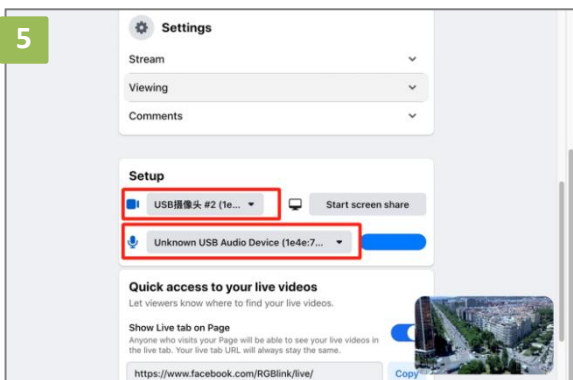 5
Settings
Stream
Viewing
Comments
Setup
USB摄像头 #2 (1e...
Start screen share
Unknown USB Audio Device (1e4e:7...
Quick access to your live videos
Let viewers know where to find your live videos.
Show Live tab on Page
Anyone who visits your Page will be able to see your live videos in
the live tab. Your live tab URL will always stay the same.
https://www.facebook.com/RGBlink/live/
Copy